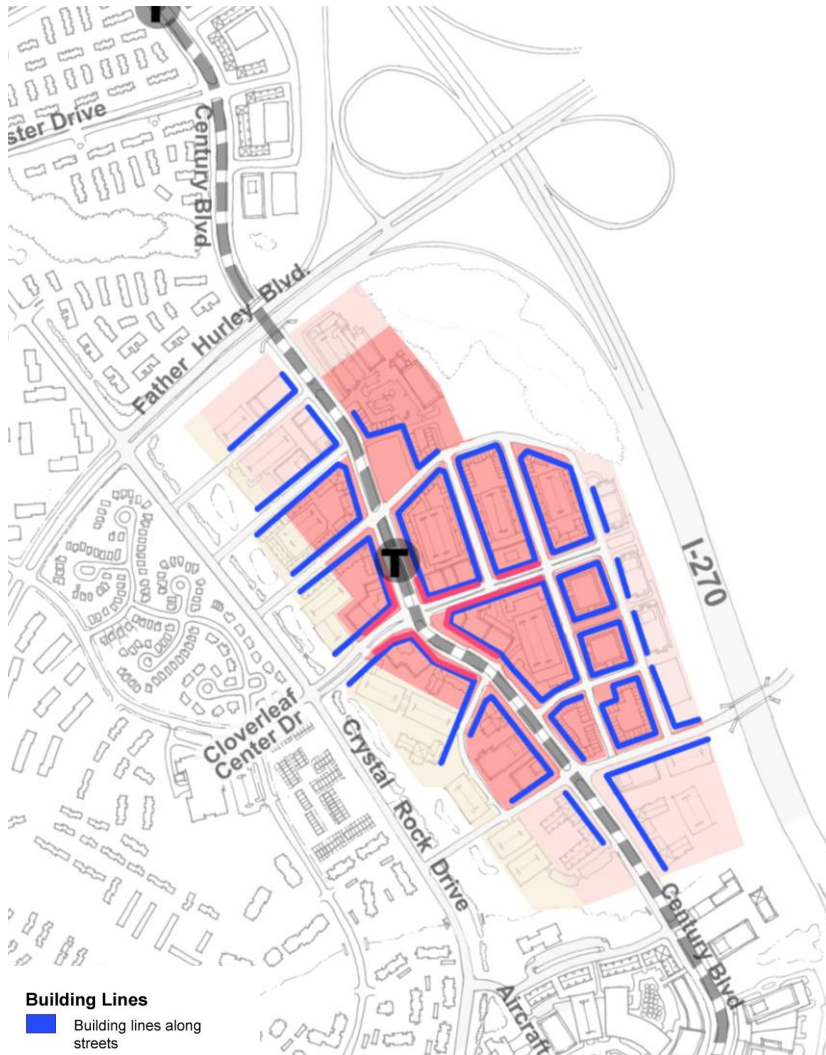 T
ster Drive
Century Blvd
Father Hurley Blvd.
T
I-270
Cloverleaf
Center Dr
Crystal Rock Drive
Century Blvd
Aircraft
Building Lines
Building lines along
streets